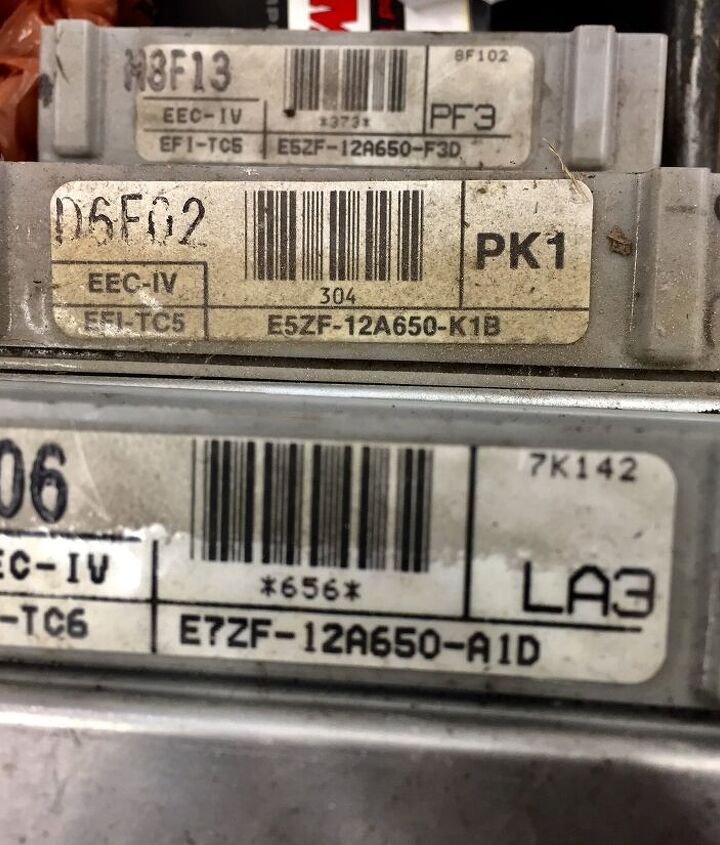 M8F13
8F102
EEC-IV
*373*
PF3
EFI-TC5
E5ZF-12A650-F3D
D6F02
PK1
EEC-IV
304
EFI-TC5
E5ZF-12A650-K1B
06
7K142
EC-IV
*656*
LA3
-TC6
E7ZF-12A650-A1D